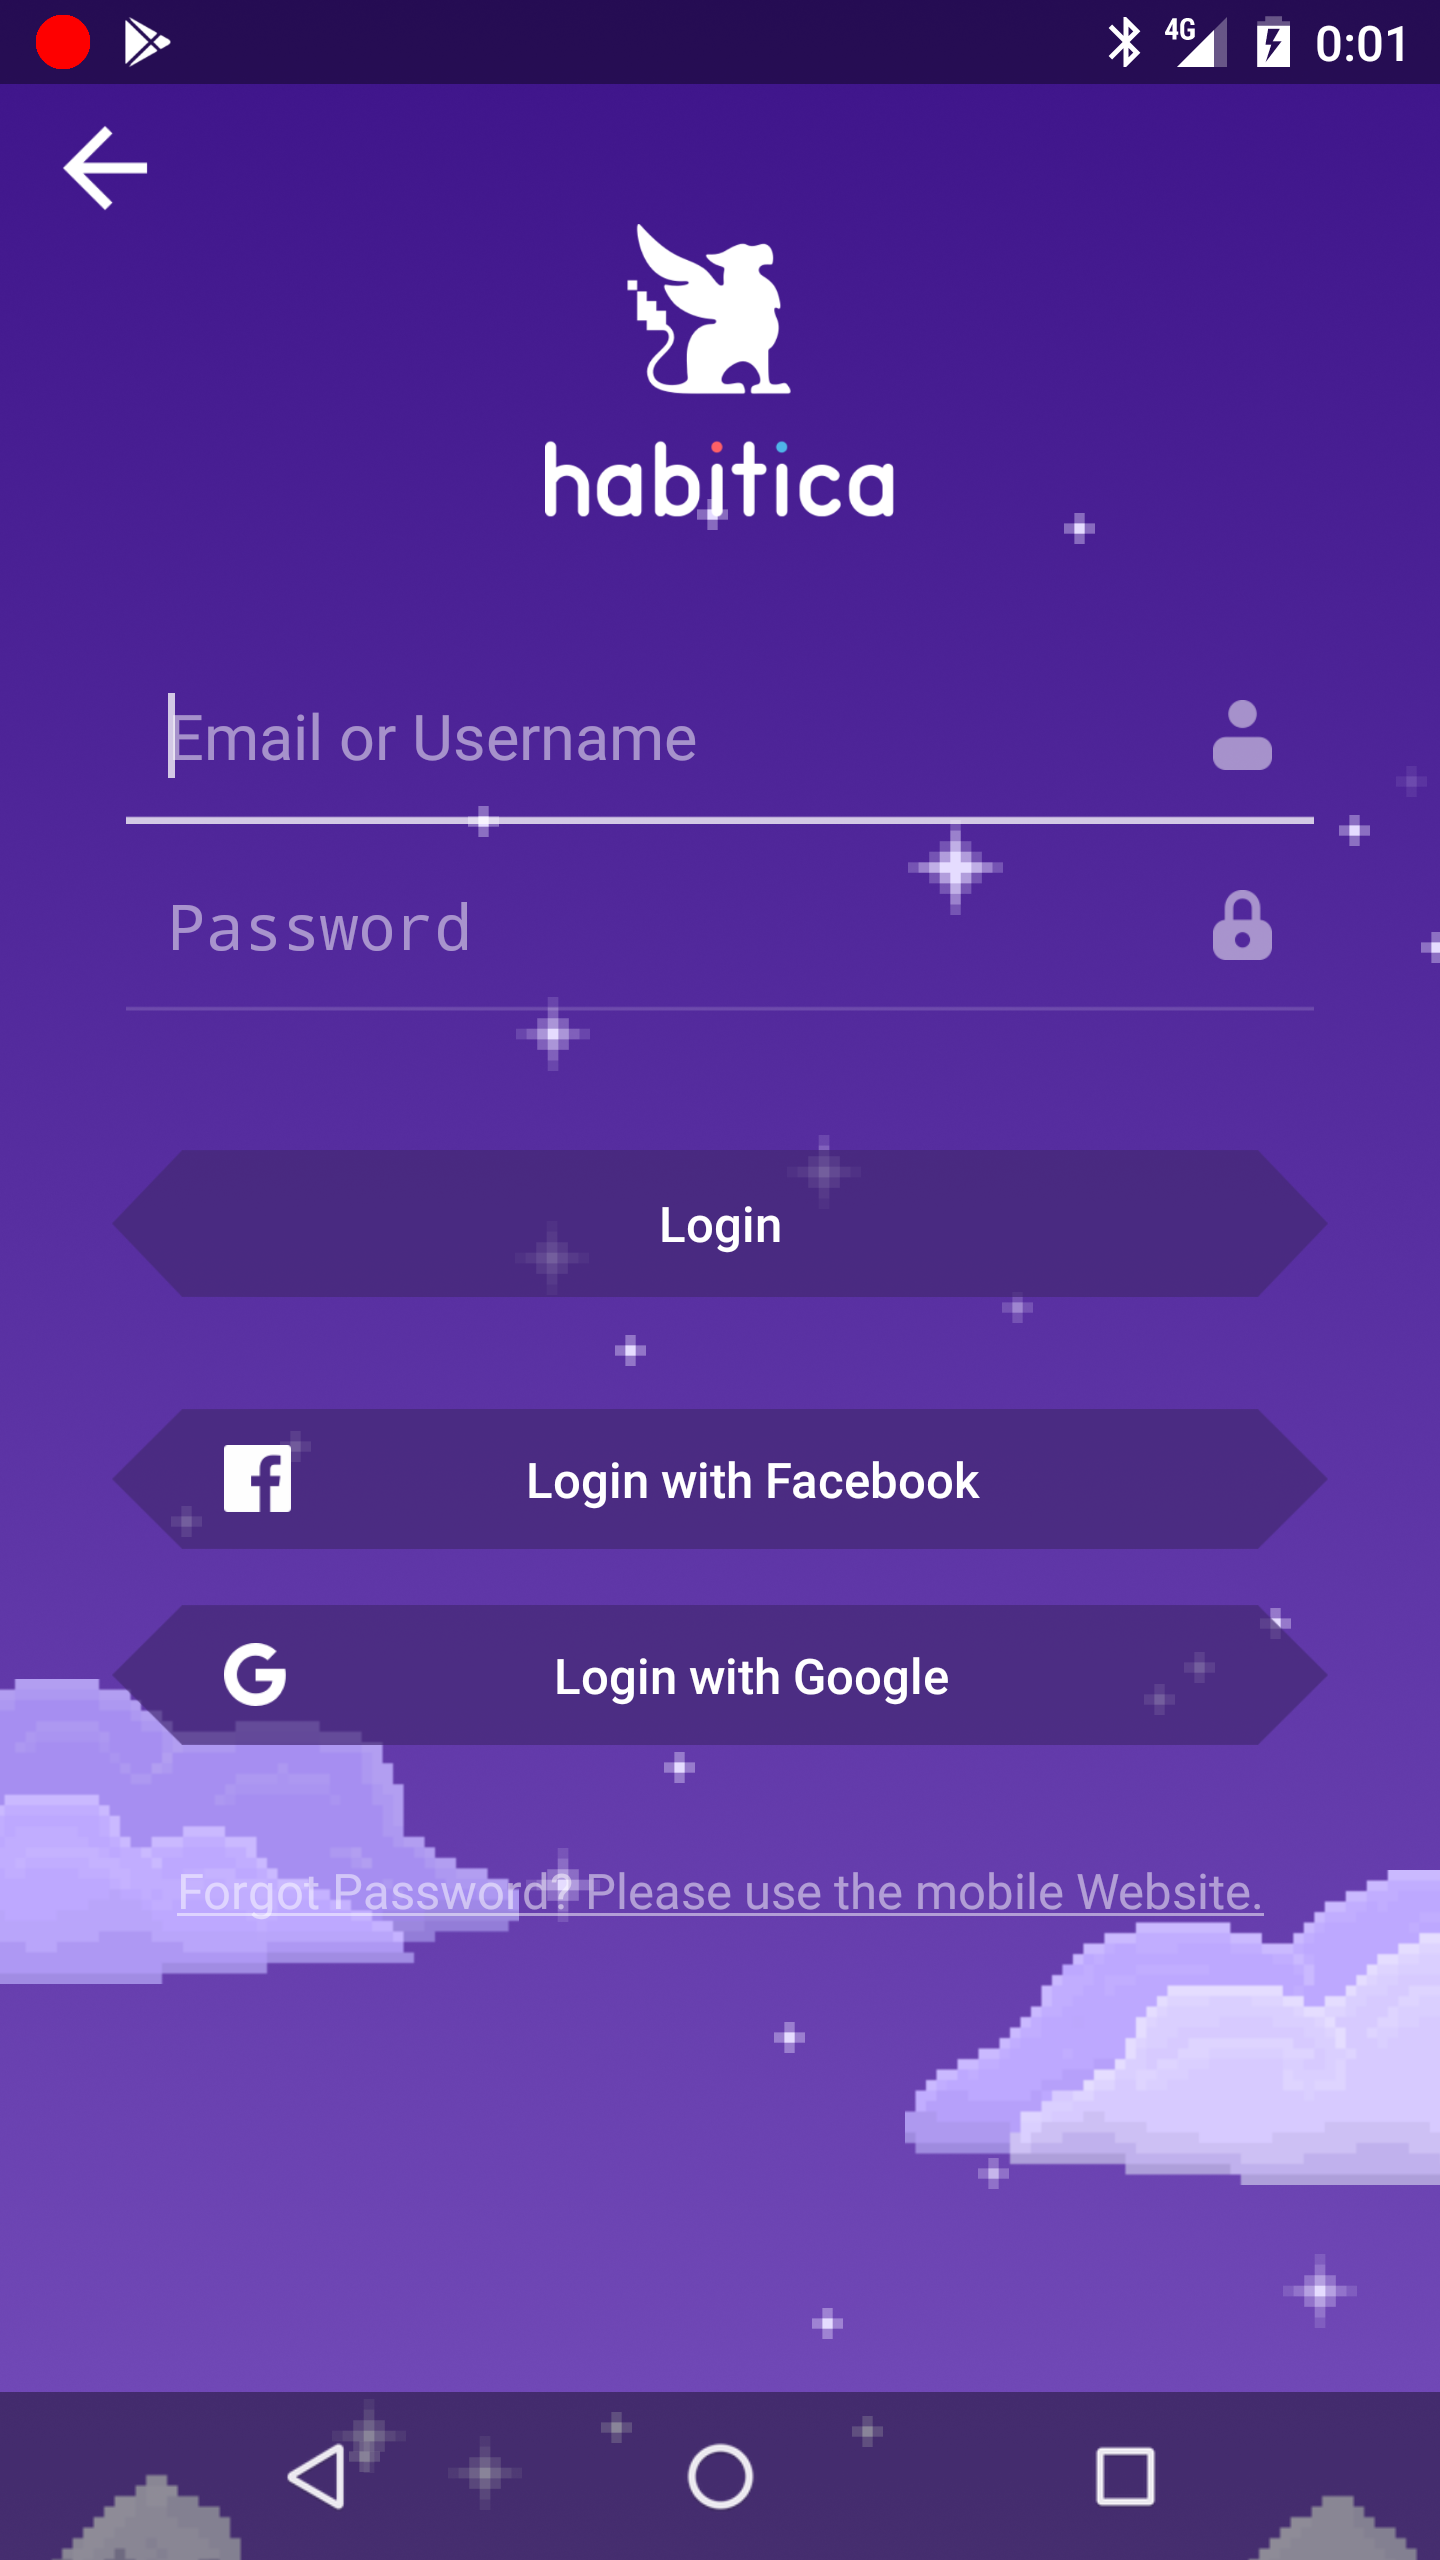 4G 0:01
habitica
Email or Username
Password
Login
Login with Facebook
Login with Google
Forgot Password? Please use the mobile Website.